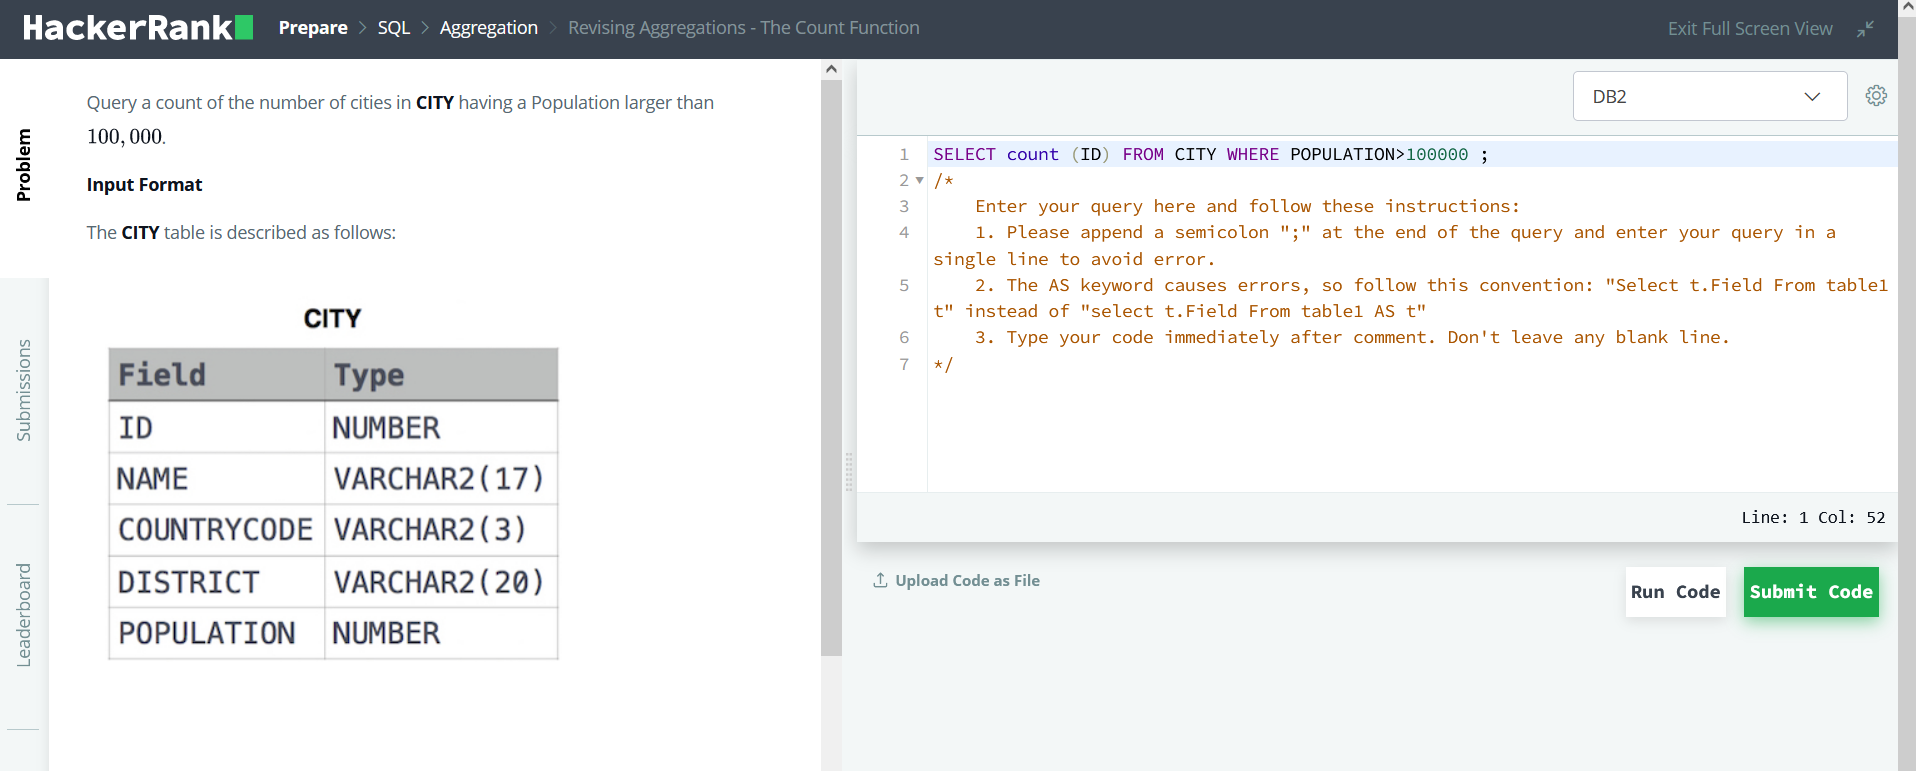 HackerRank Prepare > SQL > Aggregation > Revising Aggregations - The Count Function Exit Full Screen View
Problem
Submissions
Leaderboard
Query a count of the number of cities in CITY having a Population larger than
100,000.
Input Format
The CITY table is described as follows:
CITY
Field Type
ID NUMBER
NAME VARCHAR2(17)
COUNTRYCODE VARCHAR2(3)
DISTRICT VARCHAR2(20)
POPULATION NUMBER
DB2
1 SELECT count (ID) FROM CITY WHERE POPULATION>100000 ;
2 /*
3 Enter your query here and follow these instructions:
4 1. Please append a semicolon ";" at the end of the query and enter your query in a
single line to avoid error.
5 2. The AS keyword causes errors, so follow this convention: "Select t.Field From table1
t" instead of "select t.Field From table1 AS t"
6 3. Type your code immediately after comment. Don't leave any blank line.
7 */
Line: 1 Col: 52
Upload Code as File
Run Code Submit Code